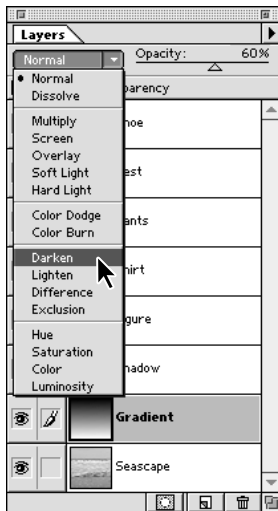 Layers
Normal
Opacity: 60%
Normal
Dissolve
parency
Multiply
hoe
Screen
Overlay
Soft Light
est
Hard Light
Color Dodge
ants
Color Burn
Darken
Lighten
hirt
Difference
Exclusion
gure
Hue
Saturation
hadow
Color
Luminosity
Gradient
Seascape